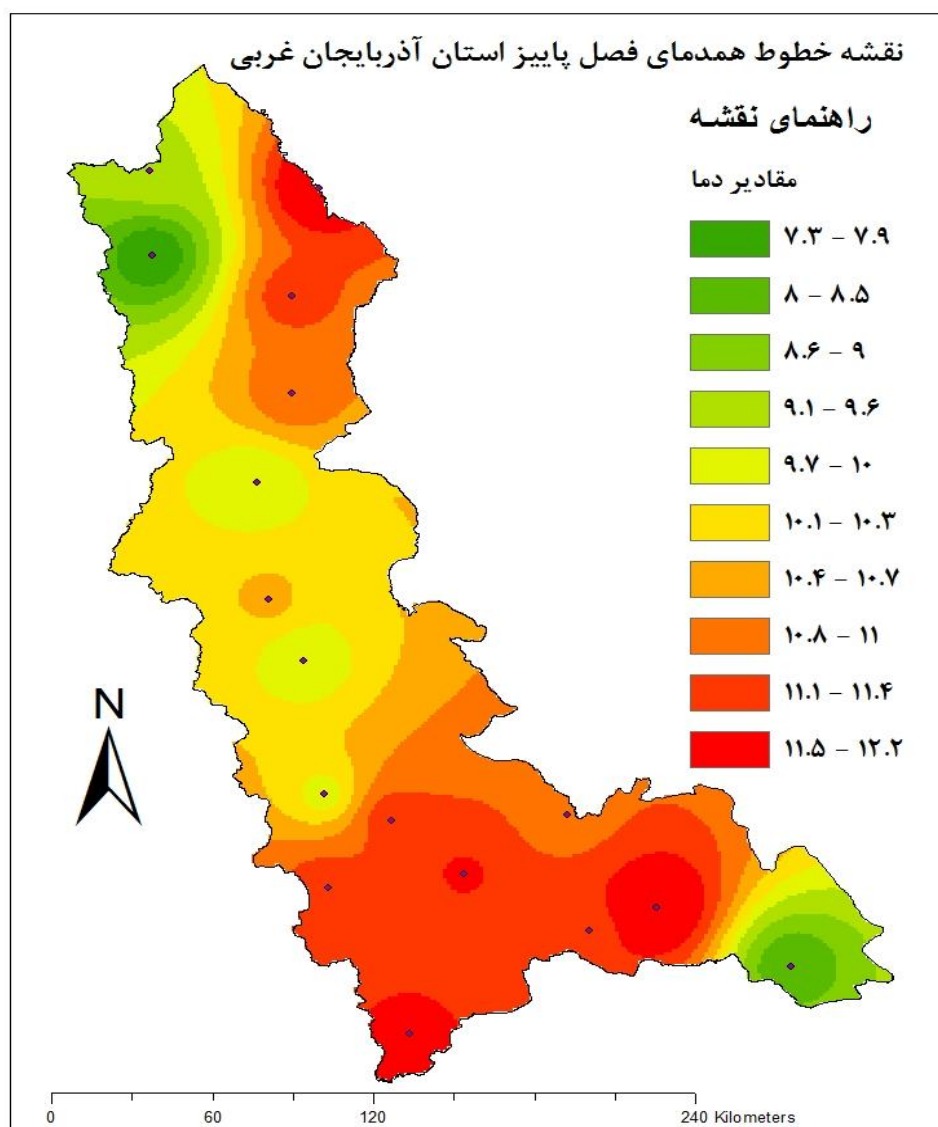 نقشه خطوط همدمای فصل پاییز استان آذربایجان غربی
راهنمای نقشه
مقادیر دما
۷.۳ – ۷.۹
۸ – ۸.۵
۸.۶ – ۹
۹.۱ – ۹.۶
۹.۷ – ۱۰
۱۰.۱ – ۱۰.۳
۱۰.۴ – ۱۰.۷
۱۰.۸ – ۱۱
۱۱.۱ – ۱۱.۴
۱۱.۵ – ۱۲.۲
N
0 60 120 240 Kilometers